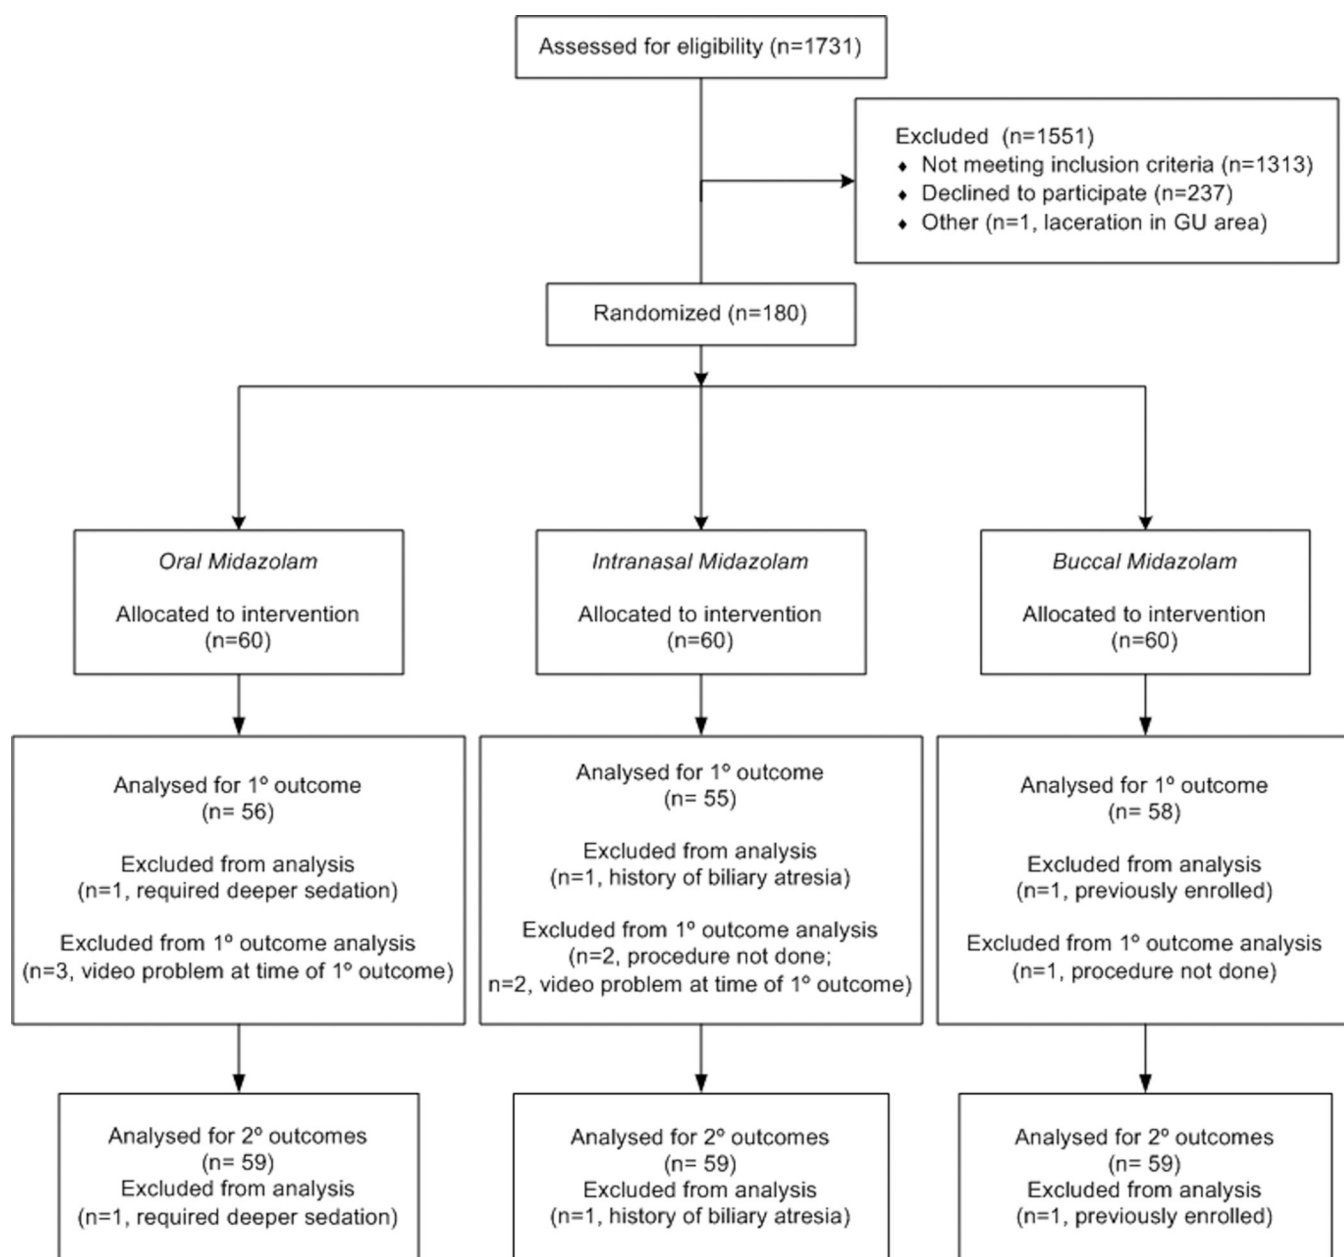 Assessed for eligibility (n=1731)
Excluded (n=1551)
♦ Not meeting inclusion criteria (n=1313)
♦ Declined to participate (n=237)
♦ Other (n=1, laceration in GU area)
Randomized (n=180)
Oral Midazolam
Allocated to intervention
(n=60)
Intranasal Midazolam
Allocated to intervention
(n=60)
Buccal Midazolam
Allocated to intervention
(n=60)
Analysed for 1º outcome
(n= 56)
Excluded from analysis
(n=1, required deeper sedation)
Excluded from 1º outcome analysis
(n=3, video problem at time of 1º outcome)
Analysed for 1º outcome
(n= 55)
Excluded from analysis
(n=1, history of biliary atresia)
Excluded from 1º outcome analysis
(n=2, procedure not done;
n=2, video problem at time of 1º outcome)
Analysed for 1º outcome
(n= 58)
Excluded from analysis
(n=1, previously enrolled)
Excluded from 1º outcome analysis
(n=1, procedure not done)
Analysed for 2º outcomes
(n= 59)
Excluded from analysis
(n=1, required deeper sedation)
Analysed for 2º outcomes
(n= 59)
Excluded from analysis
(n=1, history of biliary atresia)
Analysed for 2º outcomes
(n= 59)
Excluded from analysis
(n=1, previously enrolled)